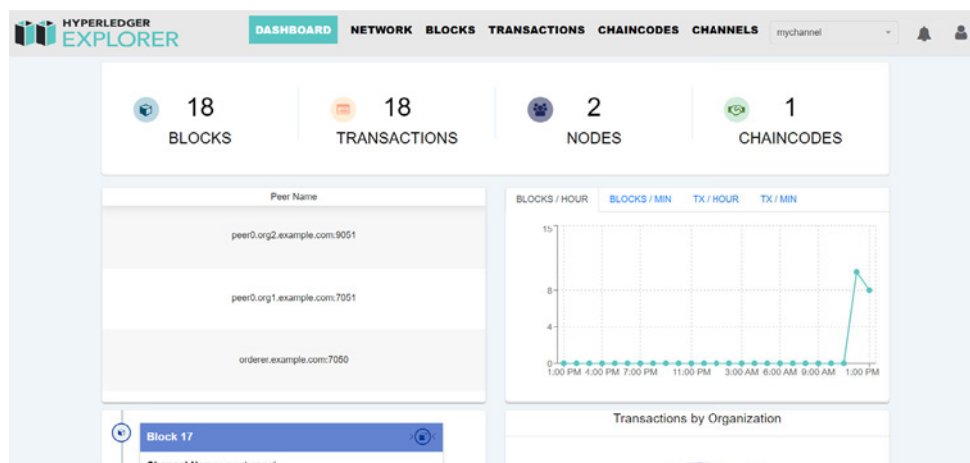 HYPERLEDGER
EXPLORER
DASHBOARD NETWORK BLOCKS TRANSACTIONS CHAINCODES CHANNELS mychannel
18
BLOCKS
18
TRANSACTIONS
2
NODES
1
CHAINCODES
Peer Name
peer0.org2.example.com:9051
peer0.org1.example.com:7051
orderer.example.com:7050
BLOCKS / HOUR BLOCKS / MIN TX / HOUR TX / MIN
15
8
4
0
1:00 PM 4:00 PM 7:00 PM 11:00 PM 3:00 AM 6:00 AM 9:00 AM 1:00 PM
Block 17
Transactions by Organization